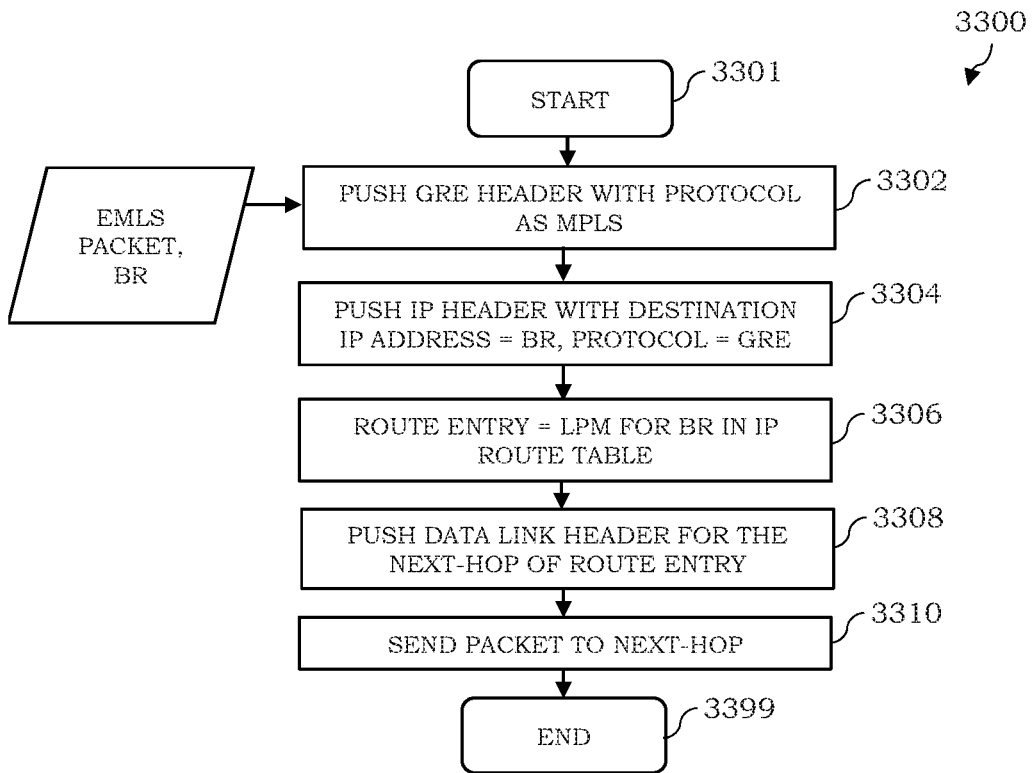 3300
START
3301
EMLS
PACKET,
BR
PUSH GRE HEADER WITH PROTOCOL
AS MPLS
3302
PUSH IP HEADER WITH DESTINATION
IP ADDRESS = BR, PROTOCOL = GRE
3304
ROUTE ENTRY = LPM FOR BR IN IP
ROUTE TABLE
3306
PUSH DATA LINK HEADER FOR THE
NEXT-HOP OF ROUTE ENTRY
3308
SEND PACKET TO NEXT-HOP
3310
END
3399